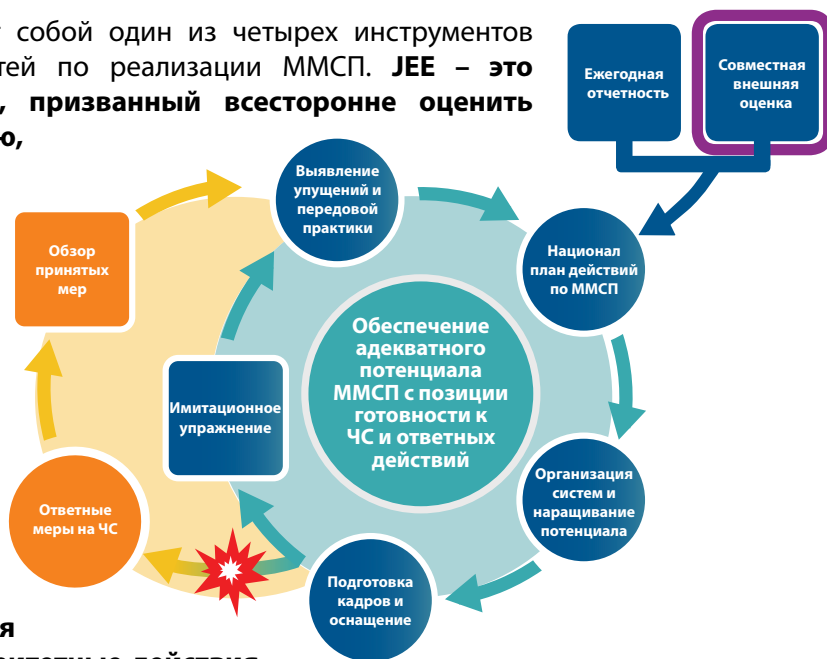 собой один из четырех инструментов
по реализации ММСП. JEE – это
призванный всесторонне оценить
Ежегодная
отчетность
Совместная
внешняя
оценка
Выявление
упущений и
передовой
практики
Обзор
принятых
мер
Национал
план действий
по ММСП
Обеспечение
адекватного
потенциала
ММСП с позиции
готовности к
ЧС и ответных
действий
Имитационное
упражнение
Организация
систем и
наращивание
потенциала
Ответные
меры на ЧС
Подготовка
кадров и
оснащение